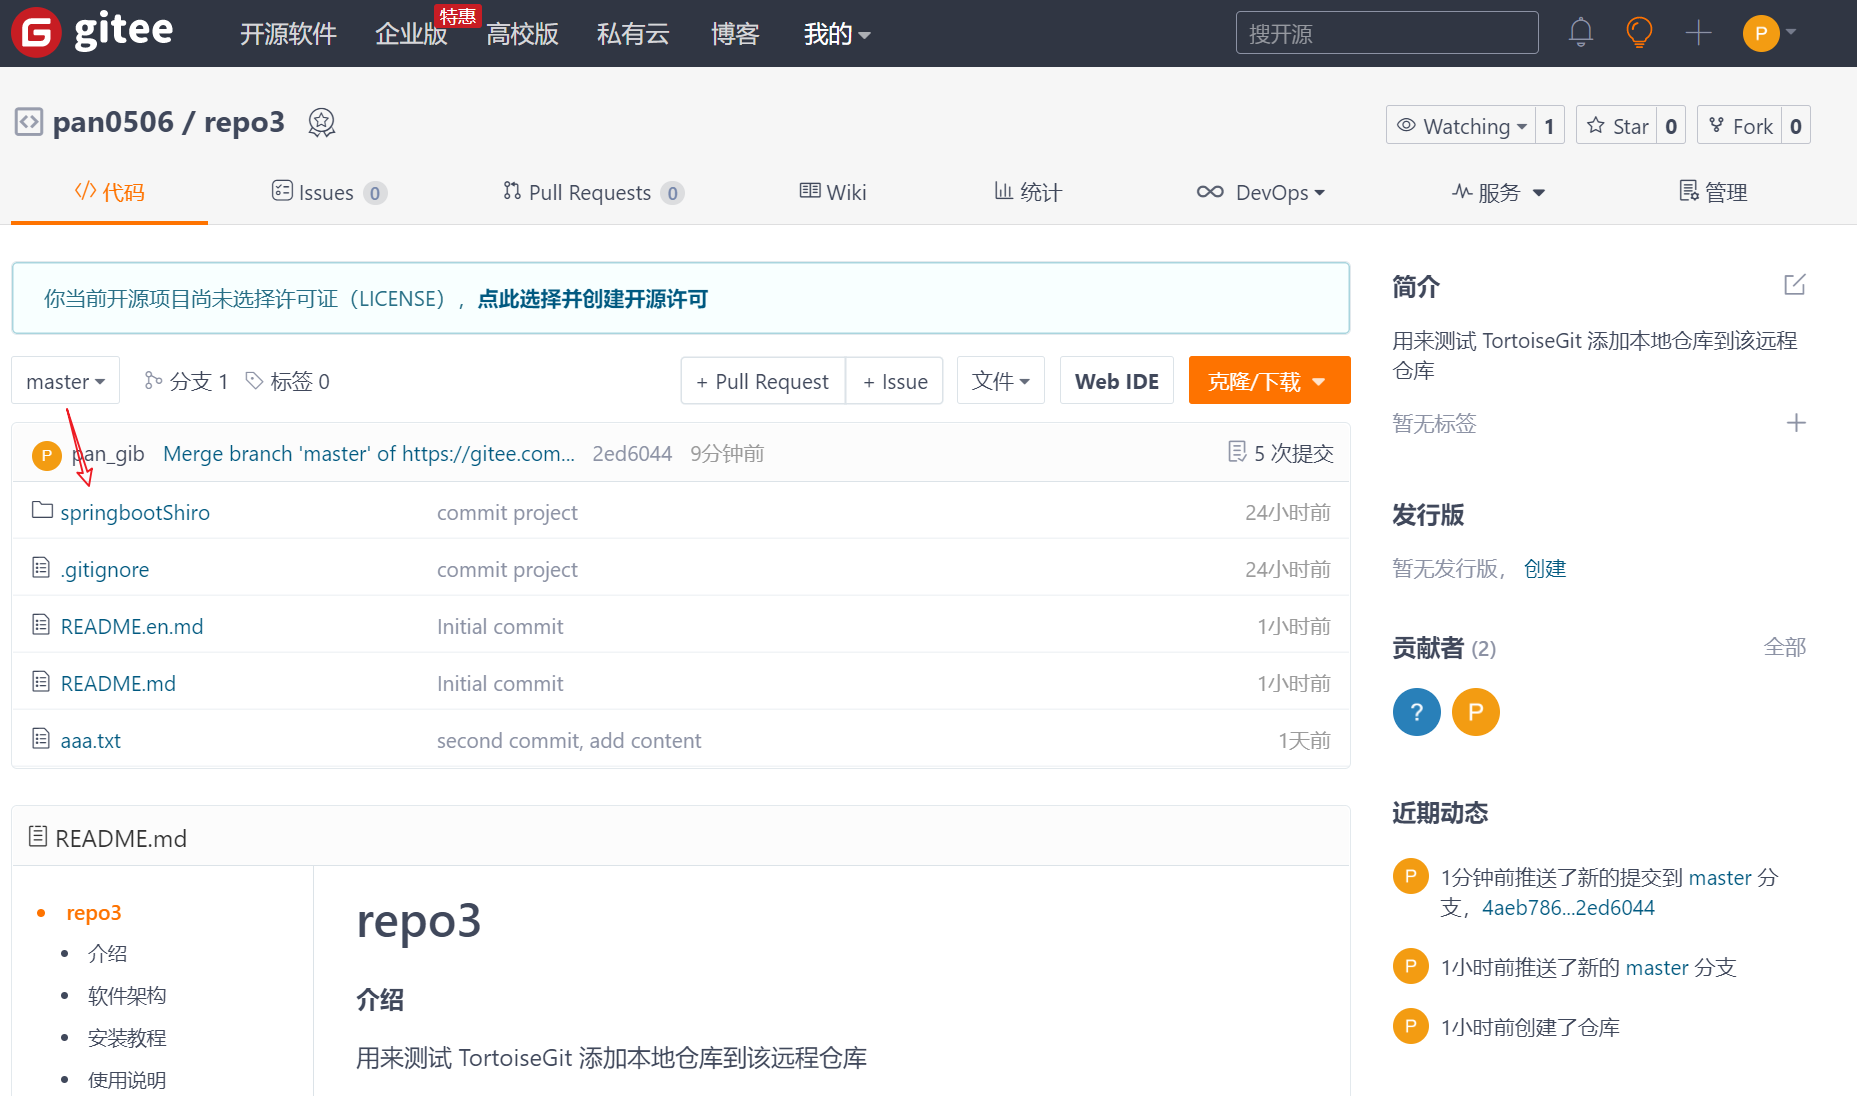 gitee 开源软件 企业版 特惠 高校版 私有云 博客 我的 搜开源 P
pan0506 / repo3 Watching 1 Star 0 Fork 0
代码 Issues 0 Pull Requests 0 Wiki 统计 DevOps 服务 管理
你当前开源项目尚未选择许可证（LICENSE），点此选择并创建开源许可
master 分支 1 标签 0 + Pull Request + Issue 文件 Web IDE 克隆/下载
P pan_gib Merge branch 'master' of https://gitee.com... 2ed6044 9分钟前 5 次提交
springbootShiro commit project 24小时前
.gitignore commit project 24小时前
README.en.md Initial commit 1小时前
README.md Initial commit 1小时前
aaa.txt second commit, add content 1天前
README.md
repo3
介绍
软件架构
安装教程
使用说明
repo3
介绍
用来测试 TortoiseGit 添加本地仓库到该远程仓库
简介
用来测试 TortoiseGit 添加本地仓库到该远程
仓库
暂无标签
发行版
暂无发行版， 创建
贡献者 (2) 全部
? P
近期动态
P 1分钟前推送了新的提交到 master 分
支，4aeb786...2ed6044
P 1小时前推送了新的 master 分支
P 1小时前创建了仓库